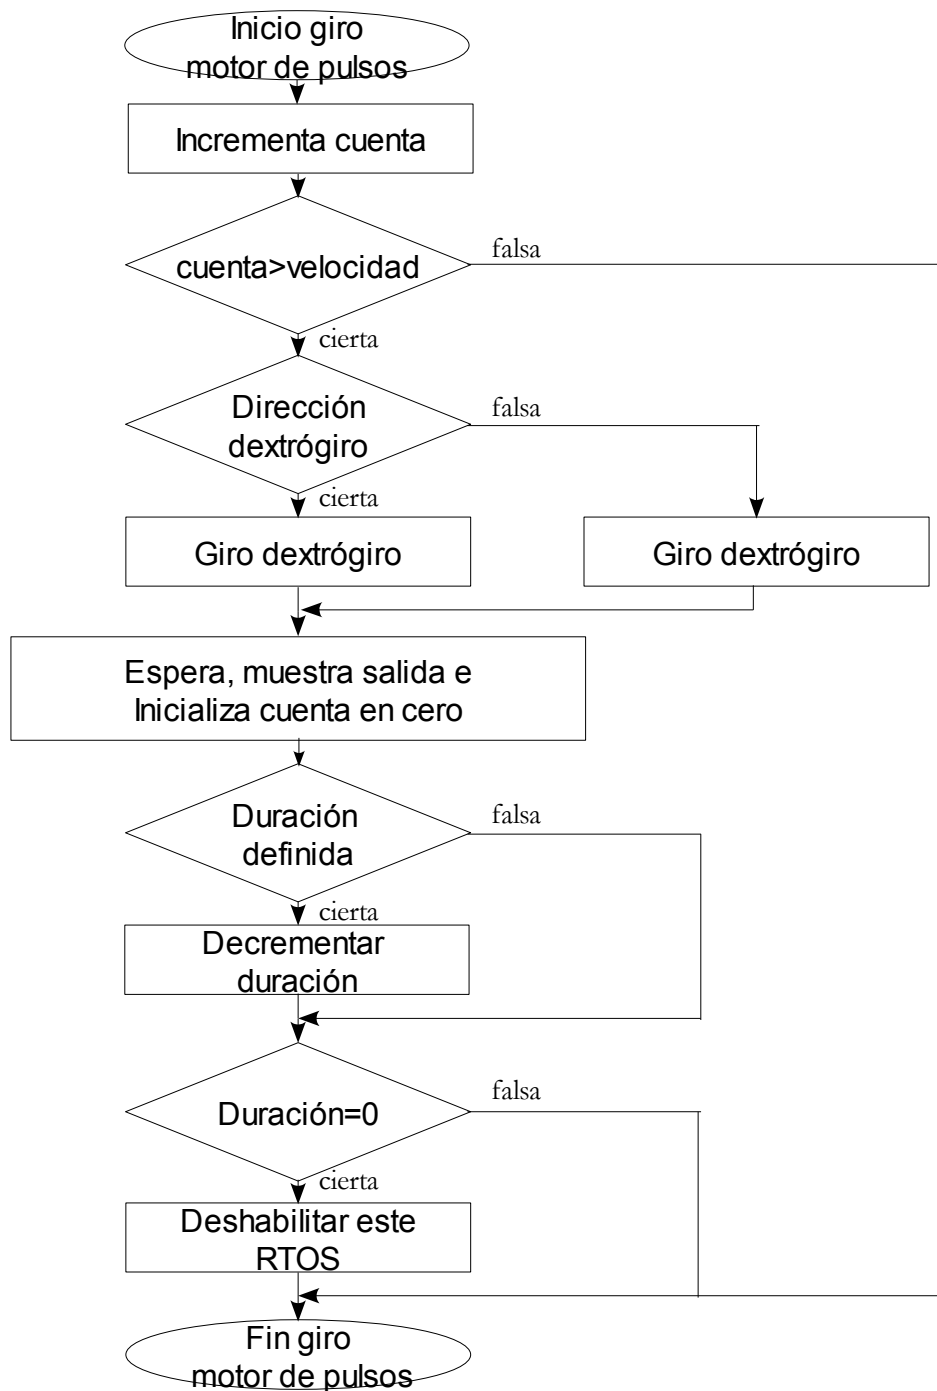 Inicio giro
motor de pulsos
Incrementa cuenta
cuenta>velocidad
falsa
cierta
Dirección
dextrógiro
falsa
cierta
Giro dextrógiro
Giro dextrógiro
Espera, muestra salida e
Inicializa cuenta en cero
Duración
definida
falsa
cierta
Decrementar
duración
Duración=0
falsa
cierta
Deshabilitar este
RTOS
Fin giro
motor de pulsos